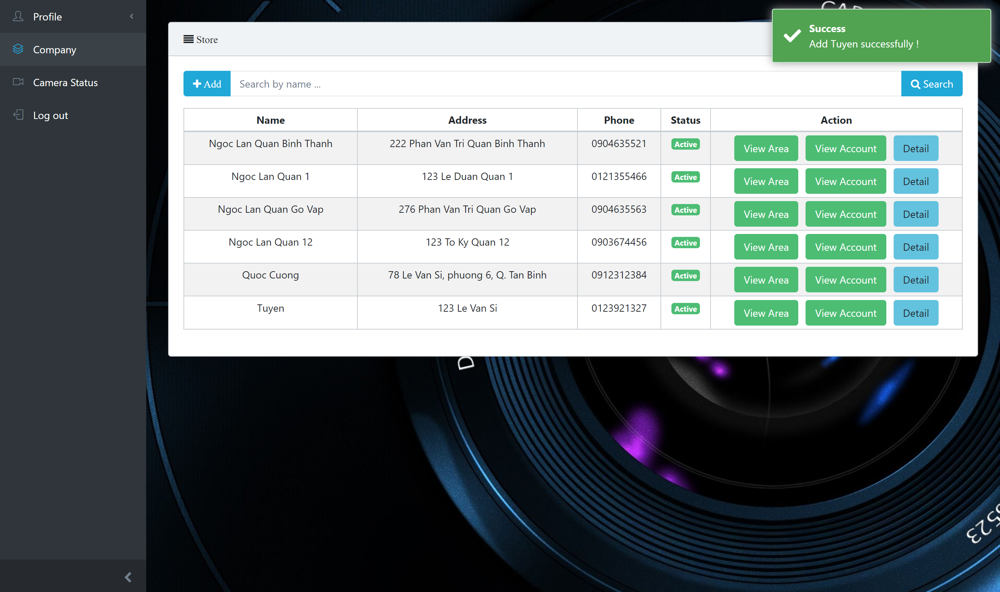 Profile
Company
Camera Status
Log out
Store
Success
Add Tuyen successfully !
Add
Search by name ...
Search
Name Address Phone Status Action
Ngoc Lan Quan Binh Thanh 222 Phan Van Tri Quan Binh Thanh 0904635521 Active View Area View Account Detail
Ngoc Lan Quan 1 123 Le Duan Quan 1 0121355466 Active View Area View Account Detail
Ngoc Lan Quan Go Vap 276 Phan Van Tri Quan Go Vap 0904635563 Active View Area View Account Detail
Ngoc Lan Quan 12 123 To Ky Quan 12 0903674456 Active View Area View Account Detail
Quoc Cuong 78 Le Van Si, phuong 6, Q. Tan Binh 0912312384 Active View Area View Account Detail
Tuyen 123 Le Van Si 0123921327 Active View Area View Account Detail
D